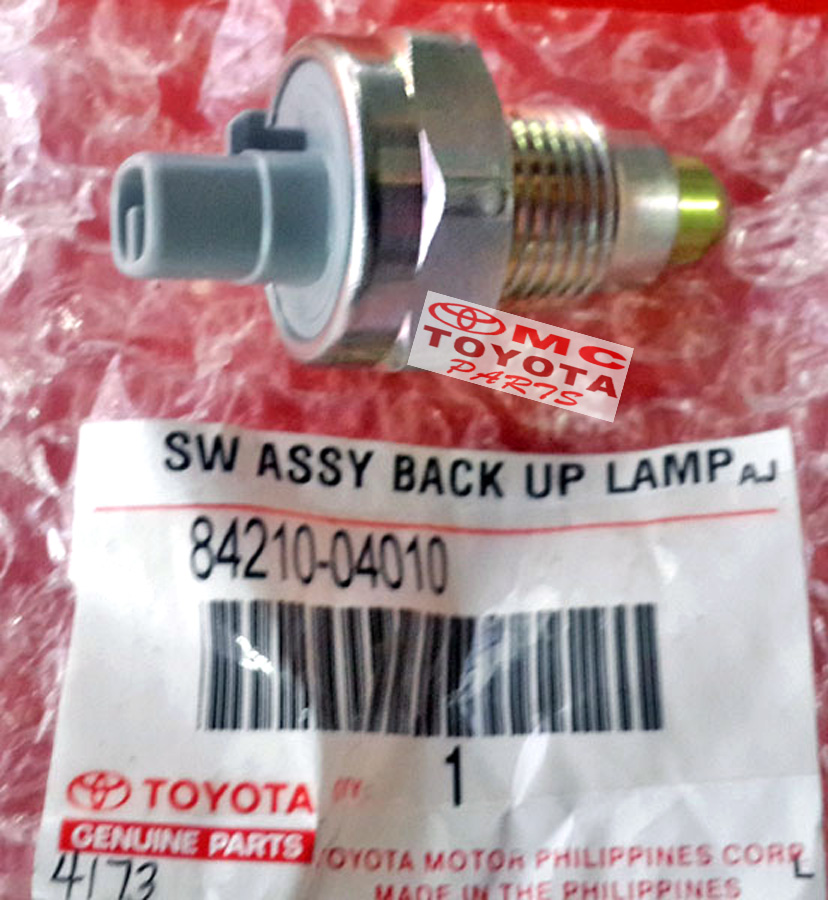 MC
TOYOTA
PARTS
SW ASSY BACK UP LAMP AJ
84210-04010
QTY. 1
TOYOTA
GENUINE PARTS
TOYOTA MOTOR PHILIPPINES CORP. L
4173
MADE IN THE PHILIPPINES